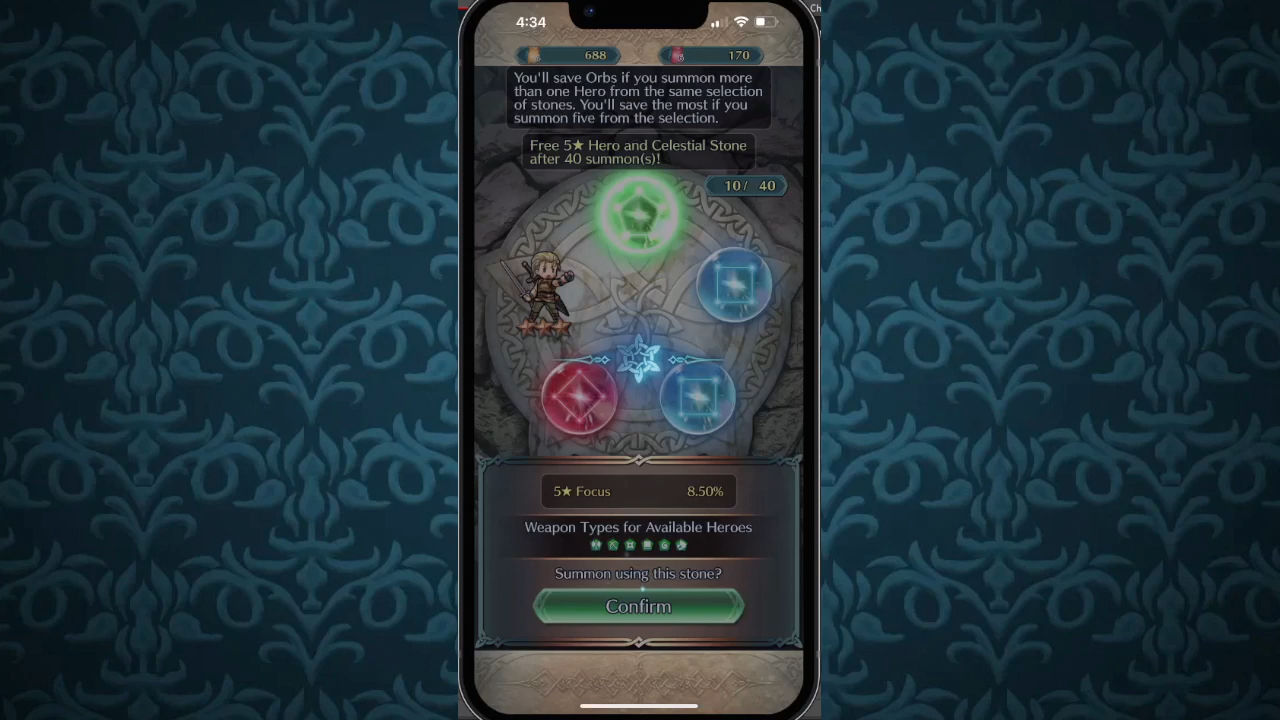 4:34
Ch
688
170
You'll save Orbs if you summon more
than one Hero from the same selection
of stones. You'll save the most if you
summon five from the selection.
Free 5★ Hero and Celestial Stone
after 40 summon(s)!
10/ 40
5★ Focus 8.50%
Weapon Types for Available Heroes
Summon using this stone?
Confirm